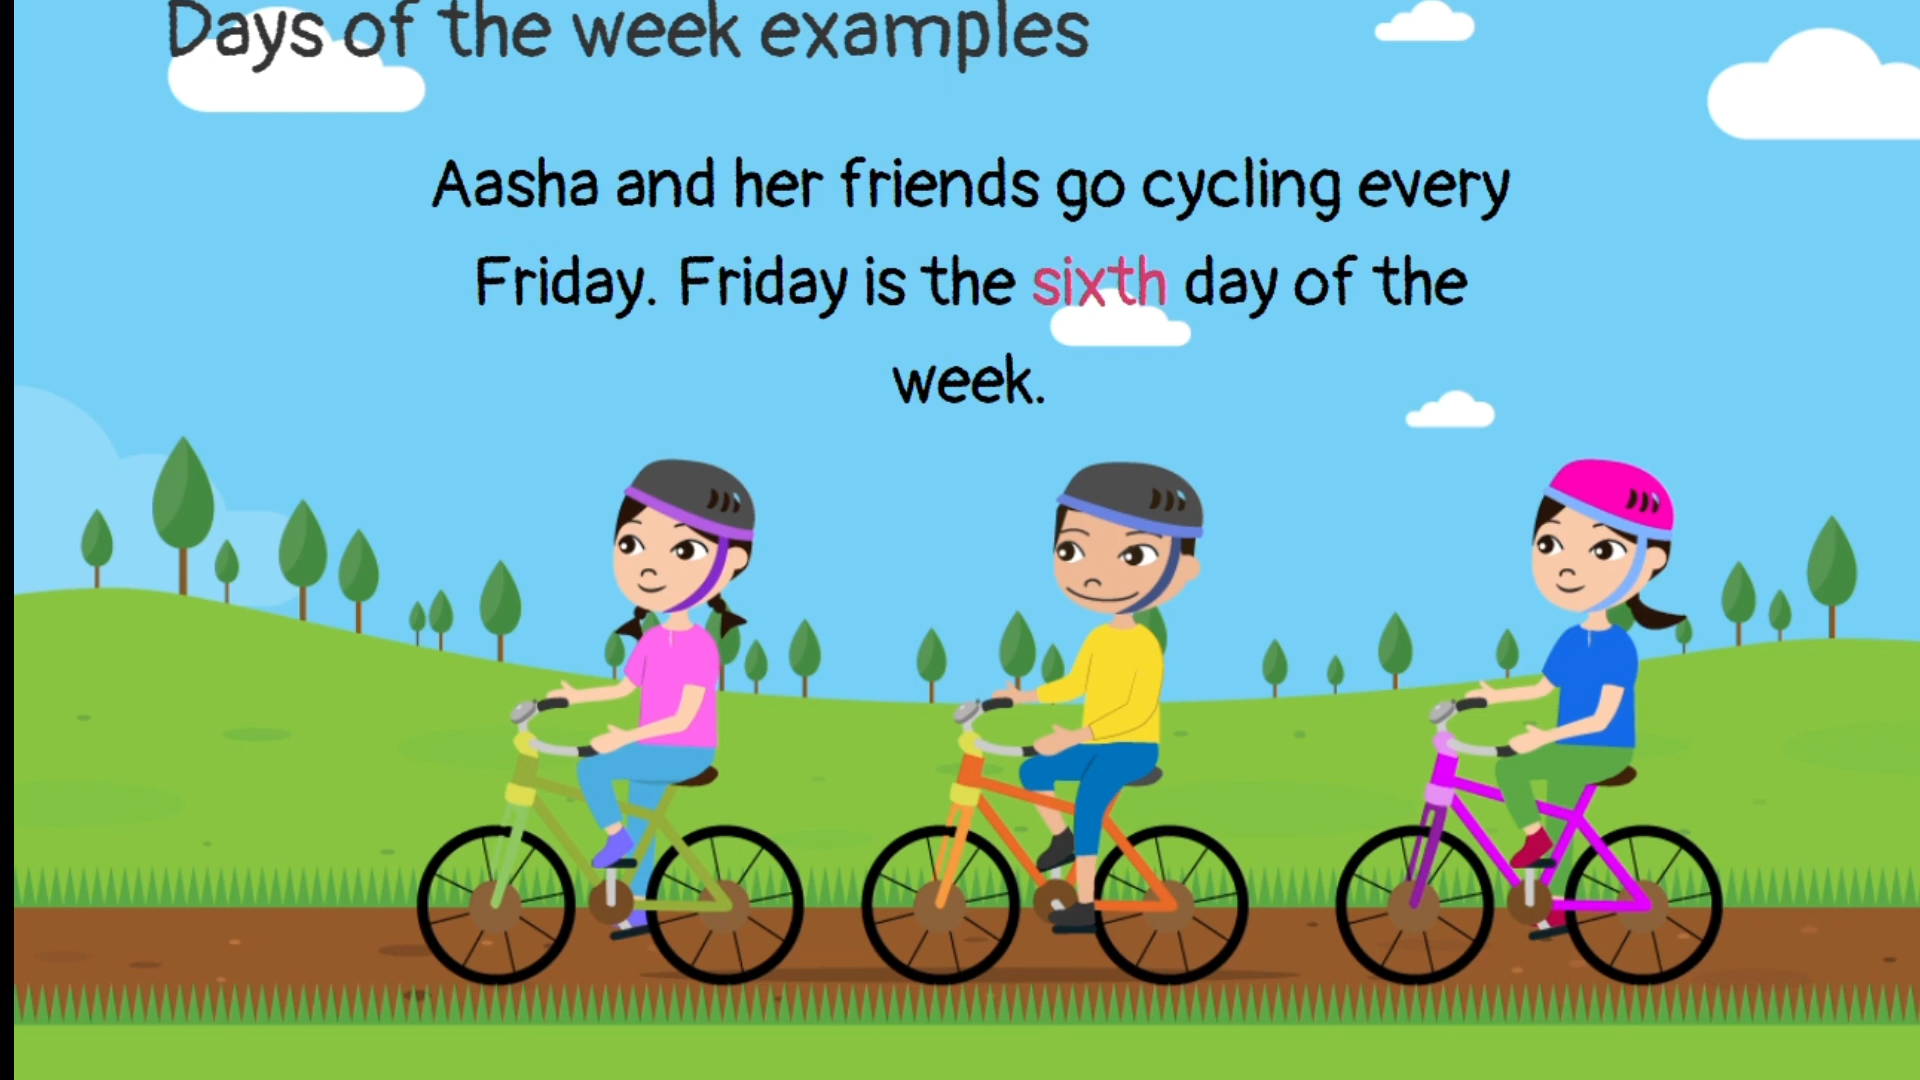 Days of the week examples
Aasha and her friends go cycling every
Friday. Friday is the sixth day of the
week.